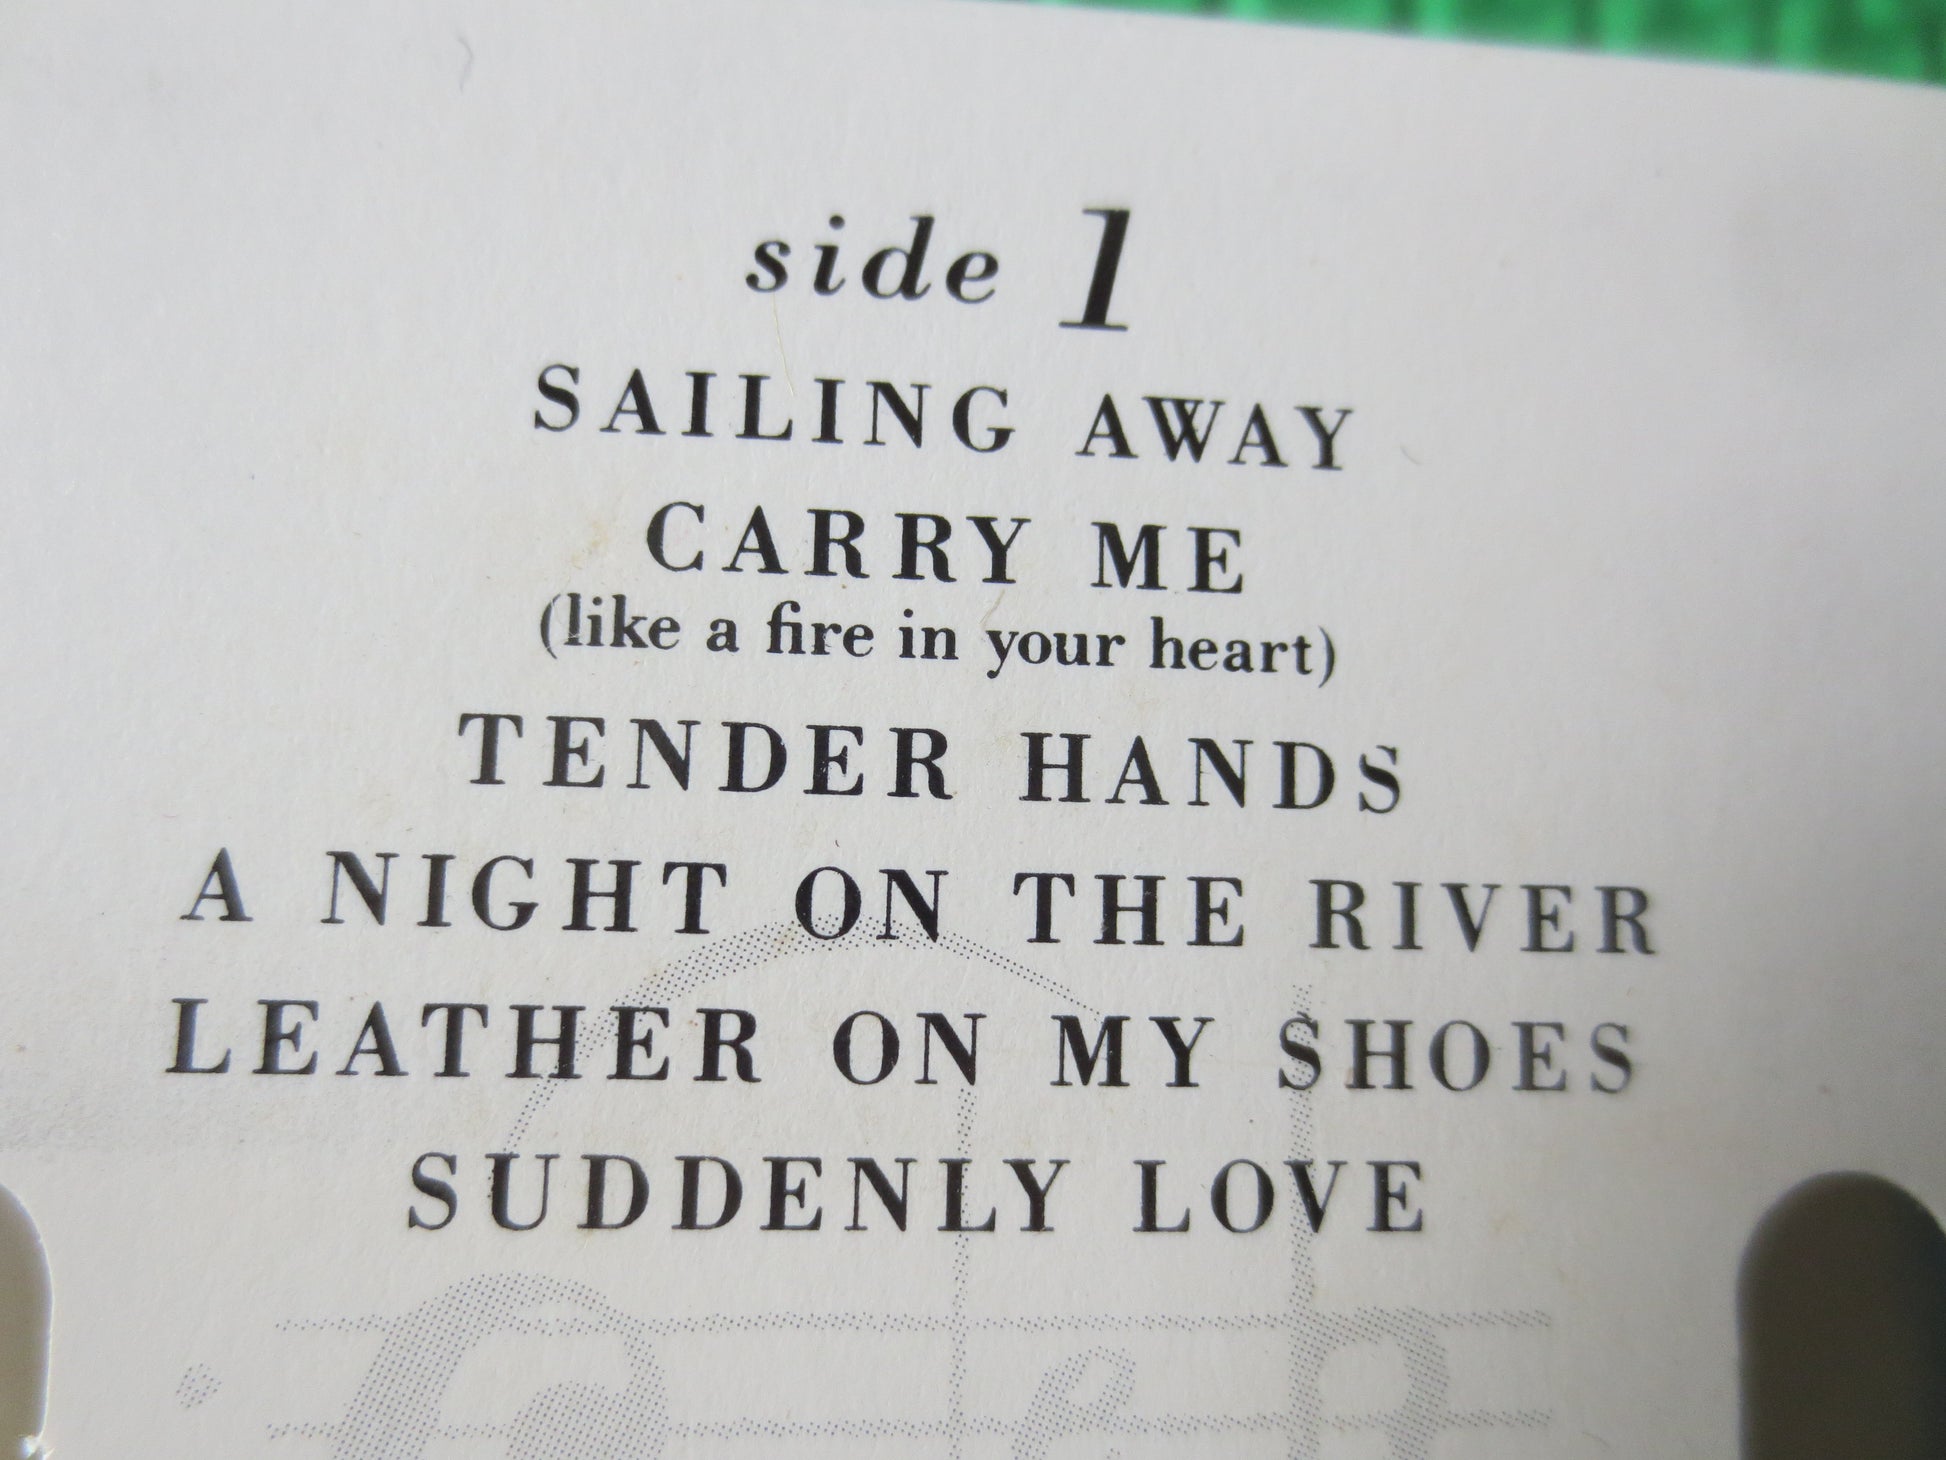 side 1
SAILING AWAY
CARRY ME
(like a fire in your heart)
TENDER HANDS
A NIGHT ON THE RIVER
LEATHER ON MY SHOES
SUDDENLY LOVE